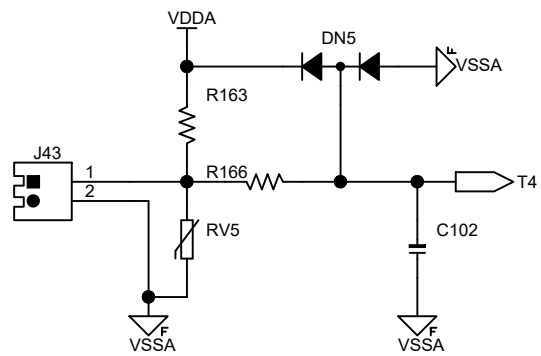 VDDA
DN5
F
VSSA
R163
J43
1
2
R166
T4
RV5
C102
F
VSSA
F
VSSA